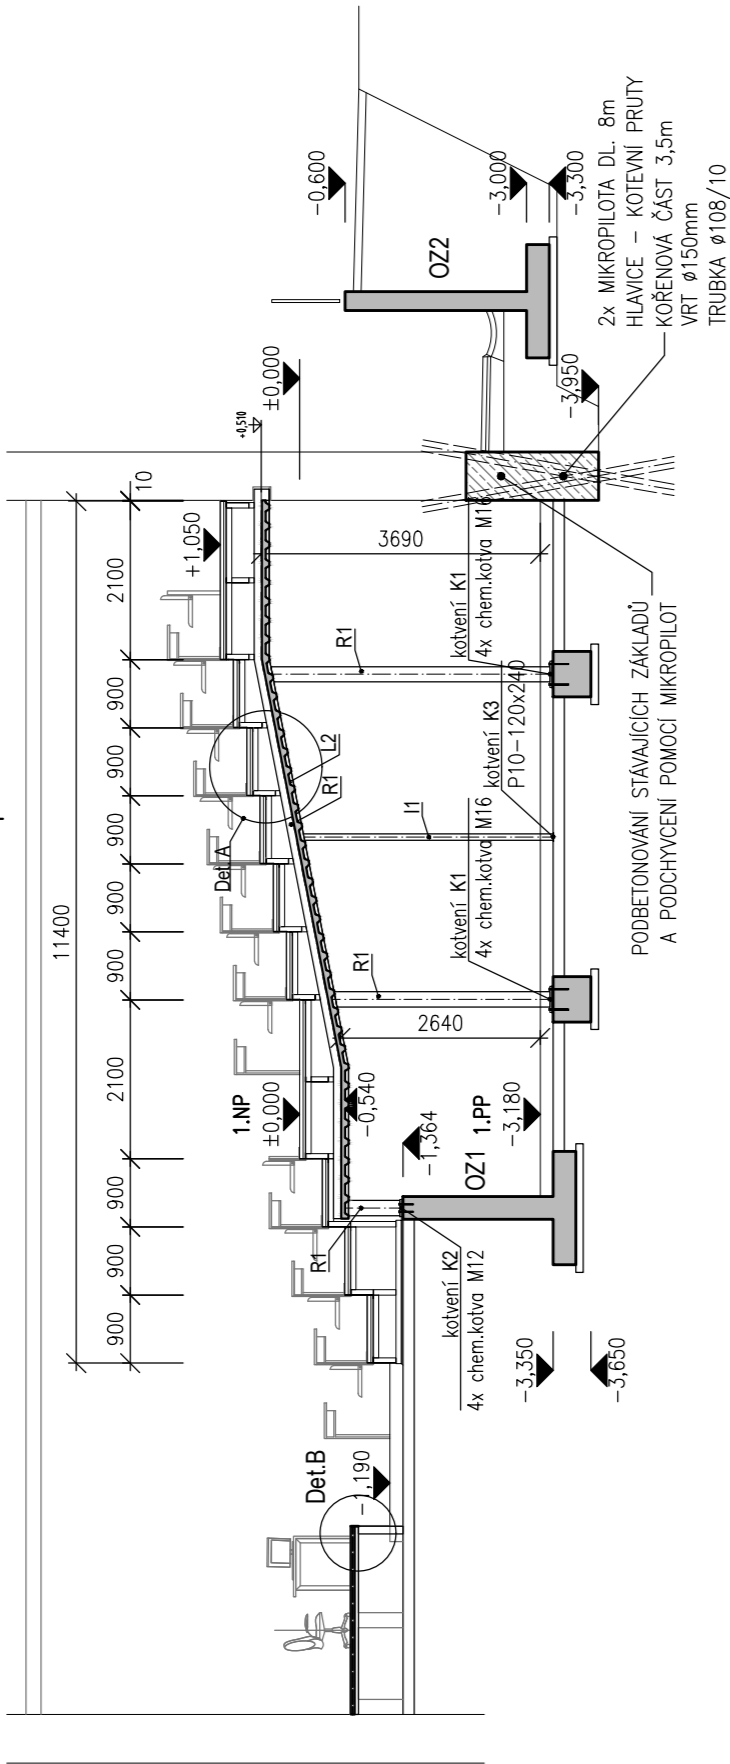 11400
900
900
900
2100
900
900
900
900
900
2100
10
Det.B
-1,190
1.NP
±0,000
Det. A
+1,050
+0,510
±0,000
-0,600
R1
L2
R1
-0,540
-1,364
OZ1
1.PP
-3,180
2640
3690
R1
I1
R1
kotvení K2
4x chem.kotva M12
kotvení K1
4x chem.kotva M16
kotvení K3
P10-120x240
kotvení K1
4x chem.kotva M16
-3,350
-3,650
OZ2
-3,000
-3,300
-3,950
PODBETONOVÁNÍ STÁVAJÍCÍCH ZÁKLADŮ
A PODCHYVCENÍ POMOCÍ MIKROPILOT
2x MIKROPILOTA DL. 8m
HLAVICE - KOTEVNÍ PRUTY
KOŘENOVÁ ČÁST 3,5m
VRT ø150mm
TRUBKA ø108/10